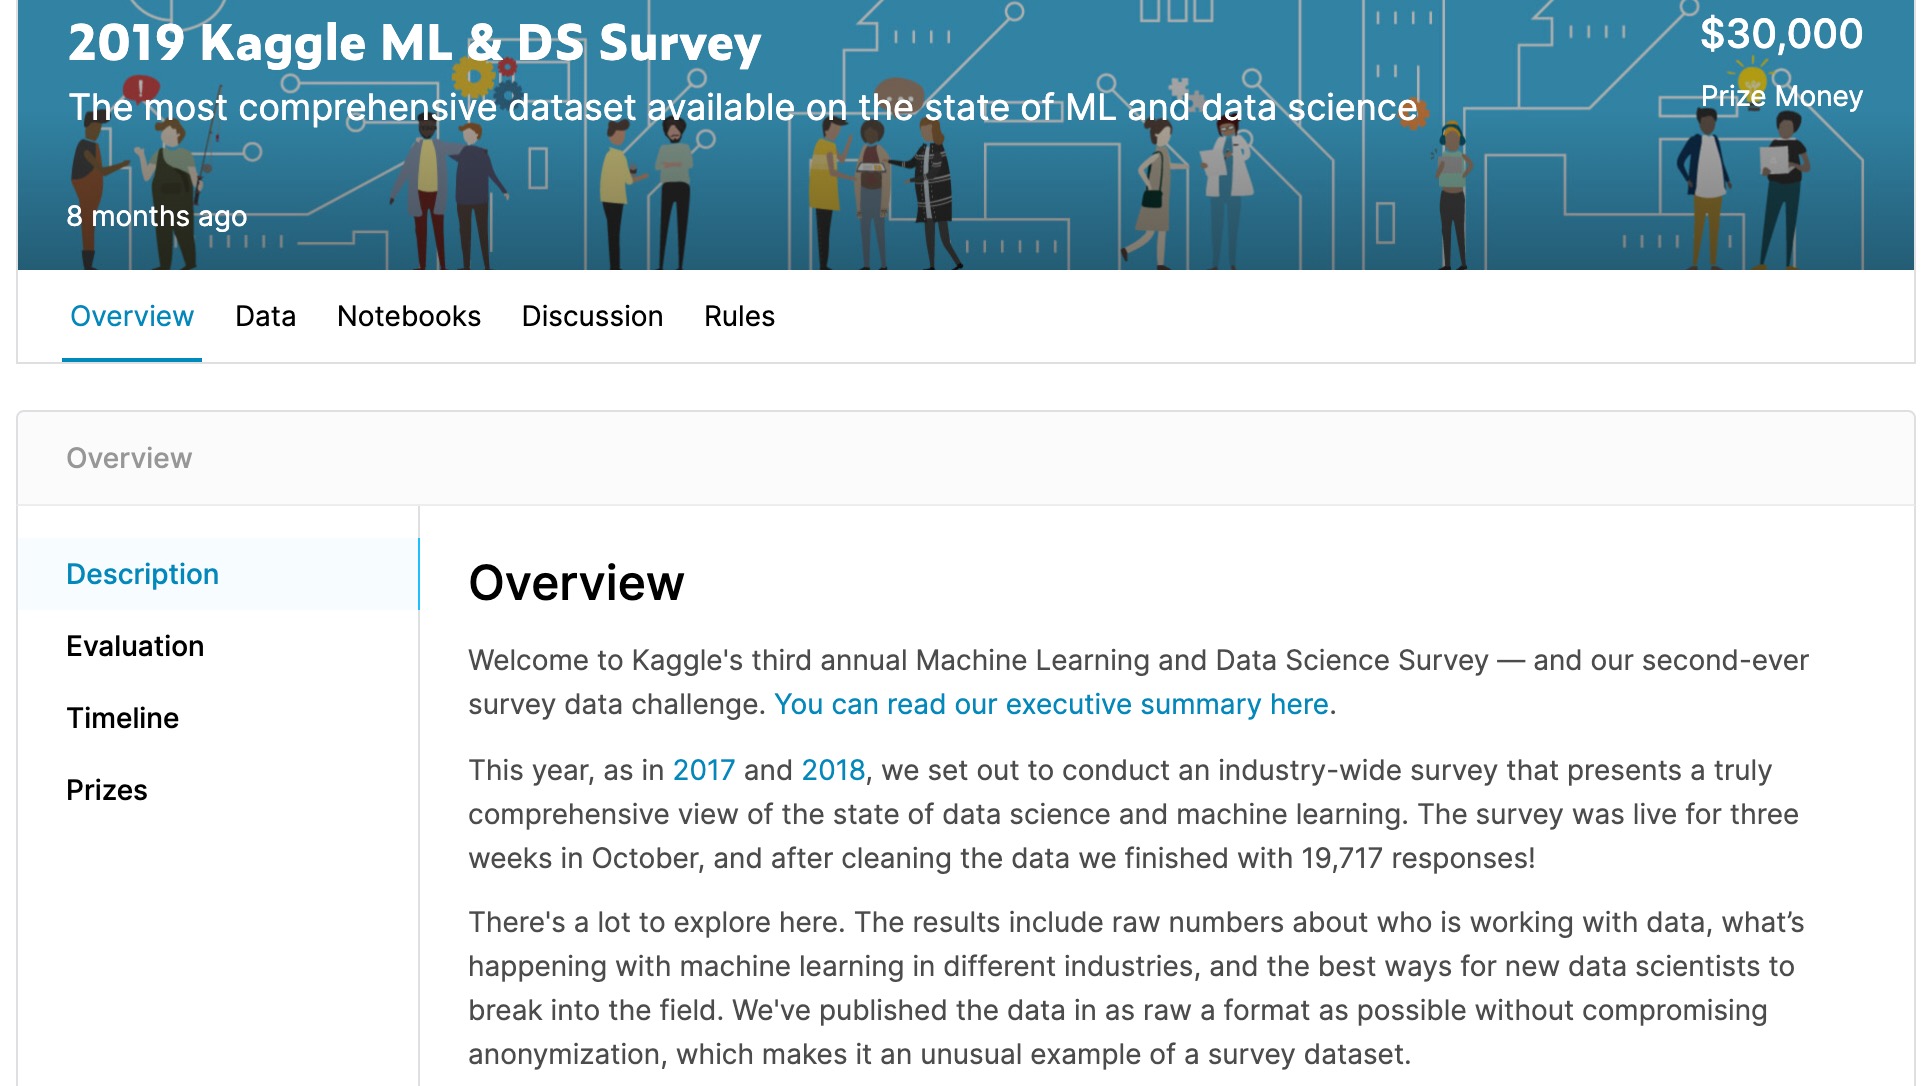 2019 Kaggle ML & DS Survey
$30,000
The most comprehensive dataset available on the state of ML and data science
Prize Money
8 months ago
Overview Data Notebooks Discussion Rules
Overview
Description
Evaluation
Timeline
Prizes
Overview
Welcome to Kaggle's third annual Machine Learning and Data Science Survey — and our second-ever
survey data challenge. You can read our executive summary here.
This year, as in 2017 and 2018, we set out to conduct an industry-wide survey that presents a truly
comprehensive view of the state of data science and machine learning. The survey was live for three
weeks in October, and after cleaning the data we finished with 19,717 responses!
There's a lot to explore here. The results include raw numbers about who is working with data, what’s
happening with machine learning in different industries, and the best ways for new data scientists to
break into the field. We've published the data in as raw a format as possible without compromising
anonymization, which makes it an unusual example of a survey dataset.